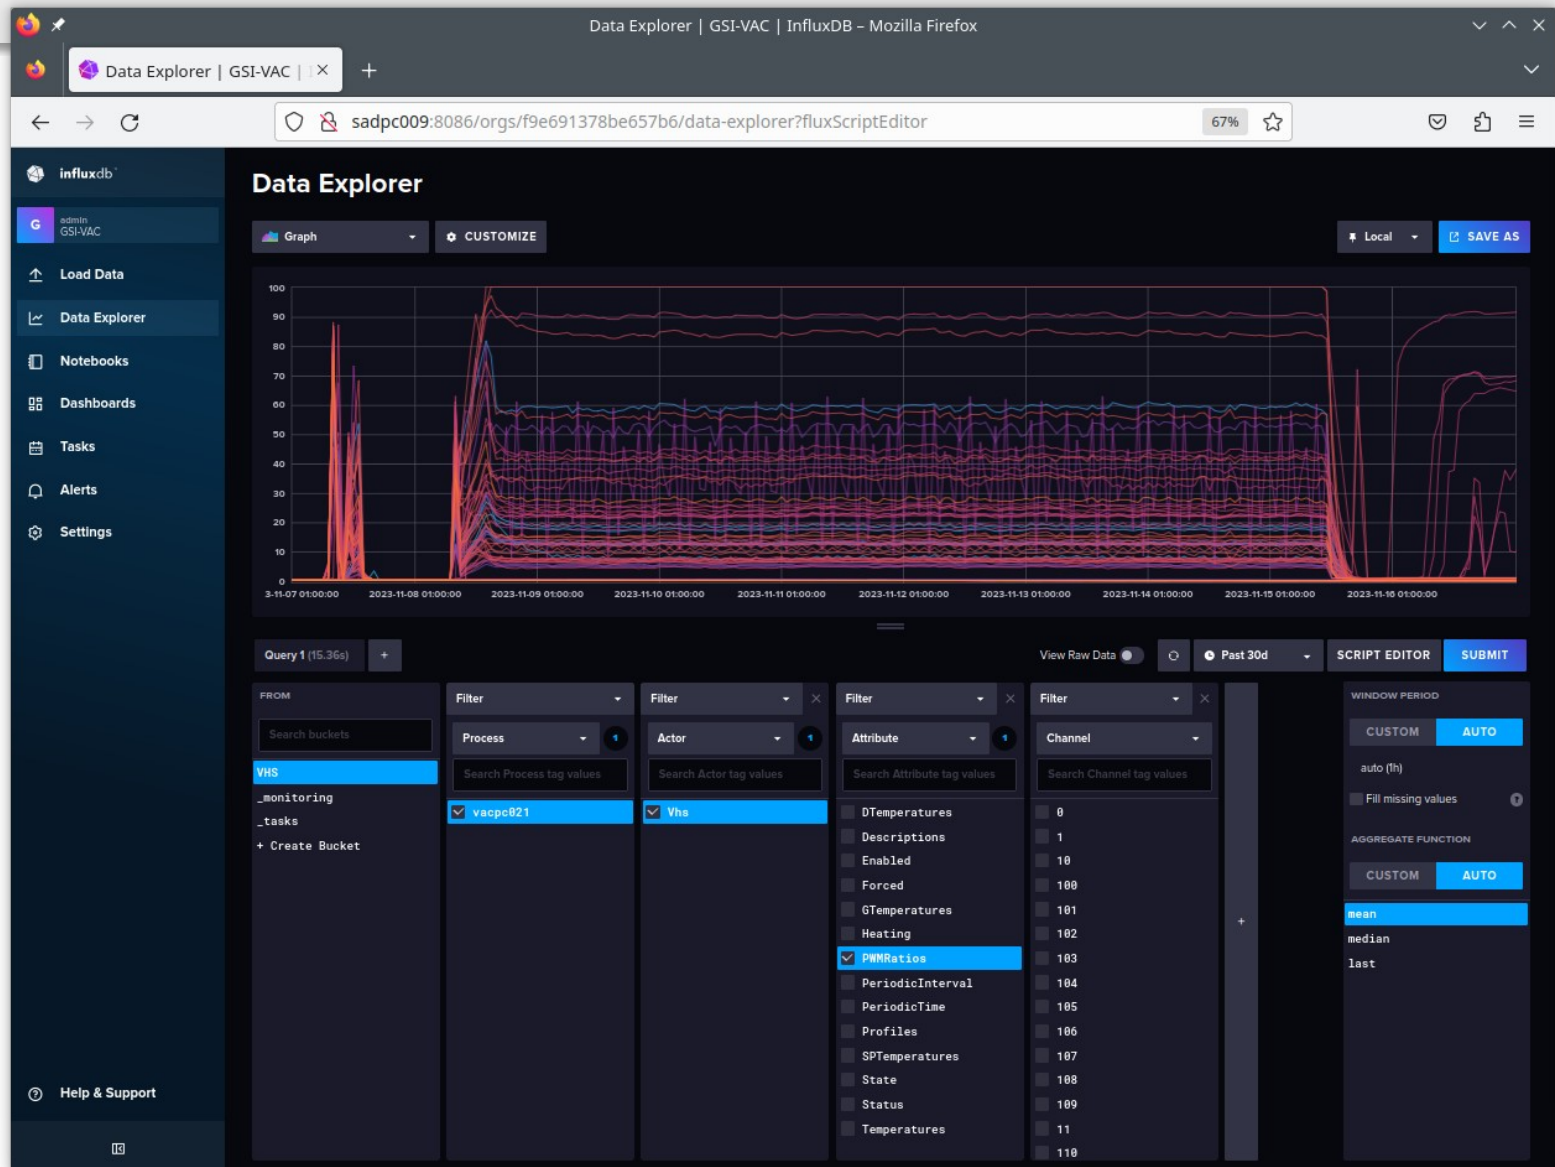 Data Explorer | GSI-VAC | InfluxDB – Mozilla Firefox
Data Explorer | GSI-VAC |
sadpc009:8086/orgs/f9e691378be657b6/data-explorer?fluxScriptEditor
67%
influxdb
G
admin
GSI-VAC
Load Data
Data Explorer
Notebooks
Dashboards
Tasks
Alerts
Settings
Help & Support
Data Explorer
Graph
CUSTOMIZE
Local
SAVE AS
100
90
80
70
60
50
40
30
20
10
0
3-11-07 01:00:00 2023-11-08 01:00:00 2023-11-09 01:00:00 2023-11-10 01:00:00 2023-11-11 01:00:00 2023-11-12 01:00:00 2023-11-13 01:00:00 2023-11-14 01:00:00 2023-11-15 01:00:00 2023-11-16 01:00:00
Query 1 (15.36s)
+
View Raw Data
Past 30d
SCRIPT EDITOR
SUBMIT
FROM
Search buckets
VHS
_monitoring
_tasks
+ Create Bucket
Filter
Process
1
Search Process tag values
vacpc021
Filter
Actor
1
Search Actor tag values
Vhs
Filter
Attribute
1
Search Attribute tag values
DTemperatures
Descriptions
Enabled
Forced
GTemperatures
Heating
PWMRatios
PeriodicInterval
PeriodicTime
Profiles
SPTemperatures
State
Status
Temperatures
Filter
Channel
Search Channel tag values
0
1
10
100
101
102
103
104
105
106
107
108
109
11
110
+
WINDOW PERIOD
CUSTOM
AUTO
auto (1h)
Fill missing values
AGGREGATE FUNCTION
CUSTOM
AUTO
mean
median
last